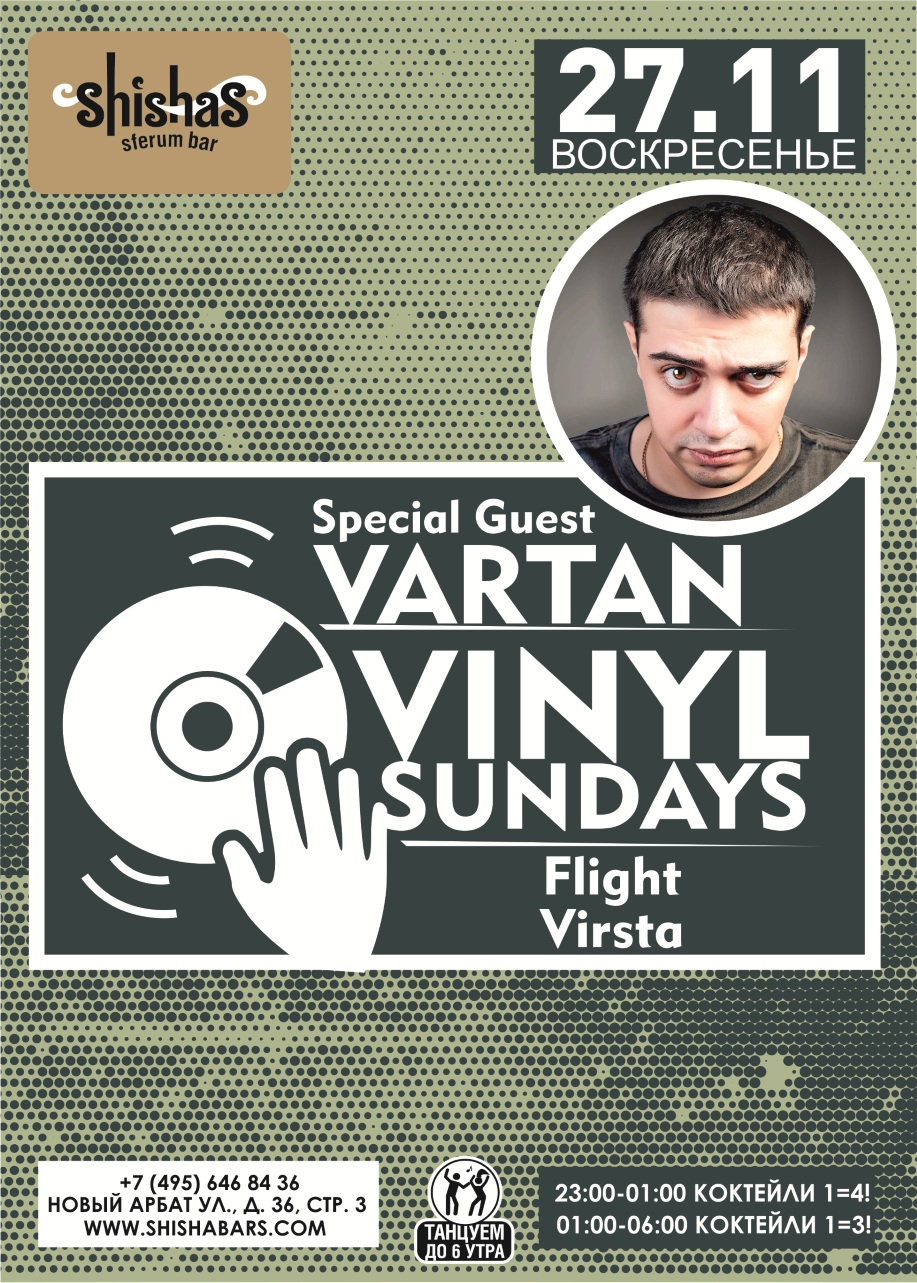 shishas
sferum bar
27.11
ВОСКРЕСЕНЬЕ
Special Guest
VARTAN
VINYL
SUNDAYS
Flight
Virsta
+7 (495) 646 84 36
НОВЫЙ АРБАТ УЛ., Д. 36, СТР. 3
WWW.SHISHABARS.COM
ТАНЦУЕМ
ДО 6 УТРА
23:00-01:00 КОКТЕЙЛИ 1=4!
01:00-06:00 КОКТЕЙЛИ 1=3!